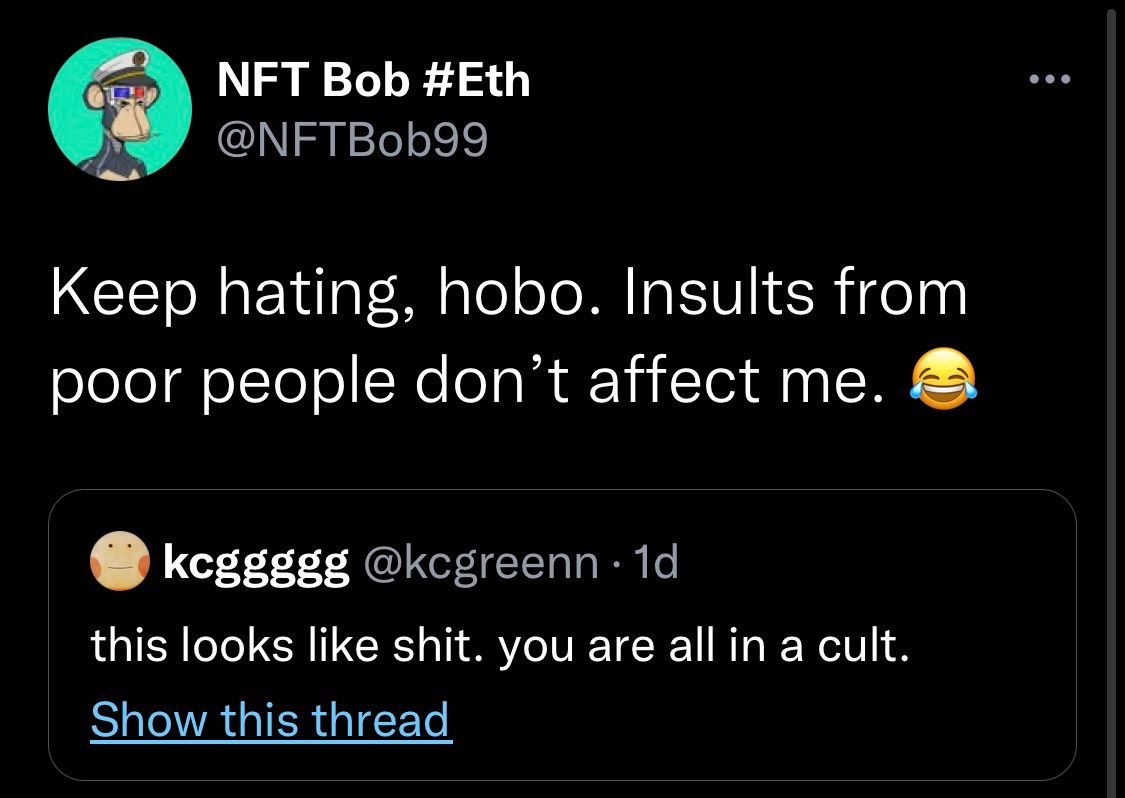 NFT Bob #Eth
@NFTBob99
Keep hating, hobo. Insults from
poor people don’t affect me. 😂
kcggggg @kcgreenn · 1d
this looks like shit. you are all in a cult.
Show this thread